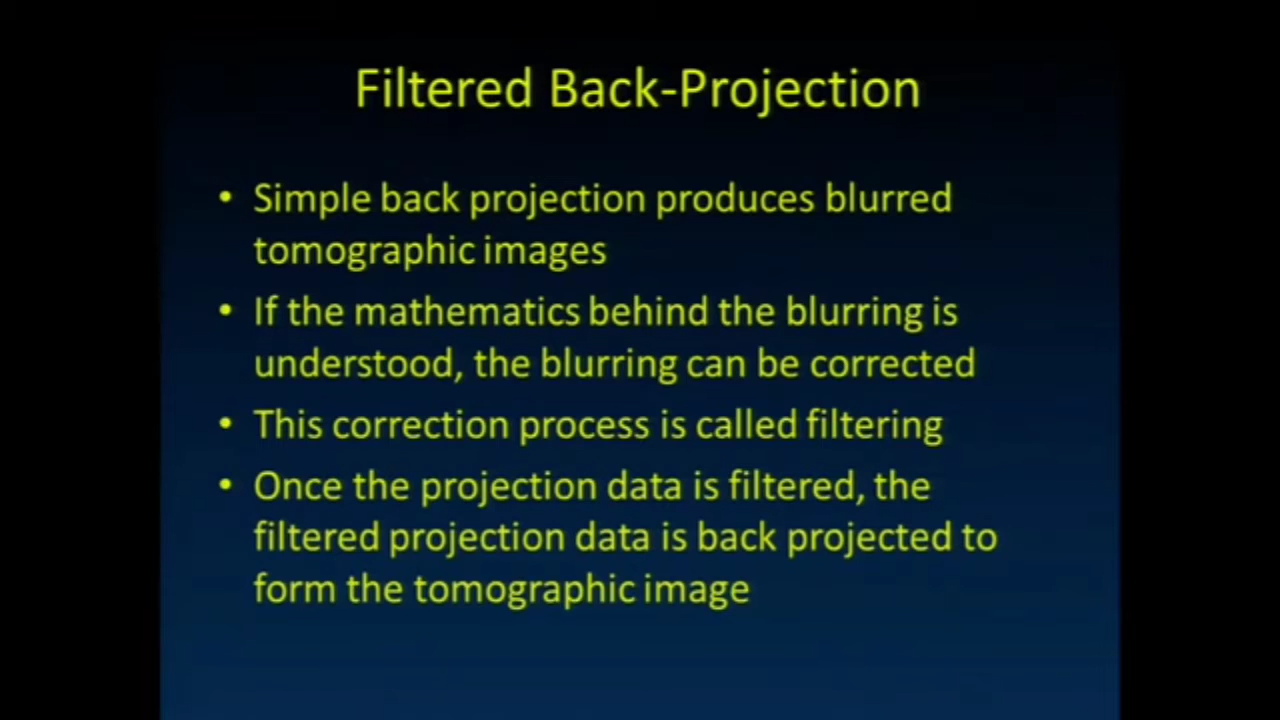 Filtered Back-Projection
• Simple back projection produces blurred
tomographic images
• If the mathematics behind the blurring is
understood, the blurring can be corrected
• This correction process is called filtering
• Once the projection data is filtered, the
filtered projection data is back projected to
form the tomographic image